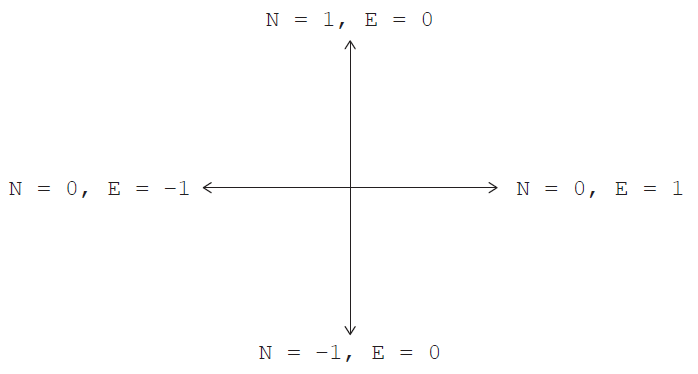 N = 1, E = 0
N = 0, E = -1
N = 0, E = 1
N = -1, E = 0